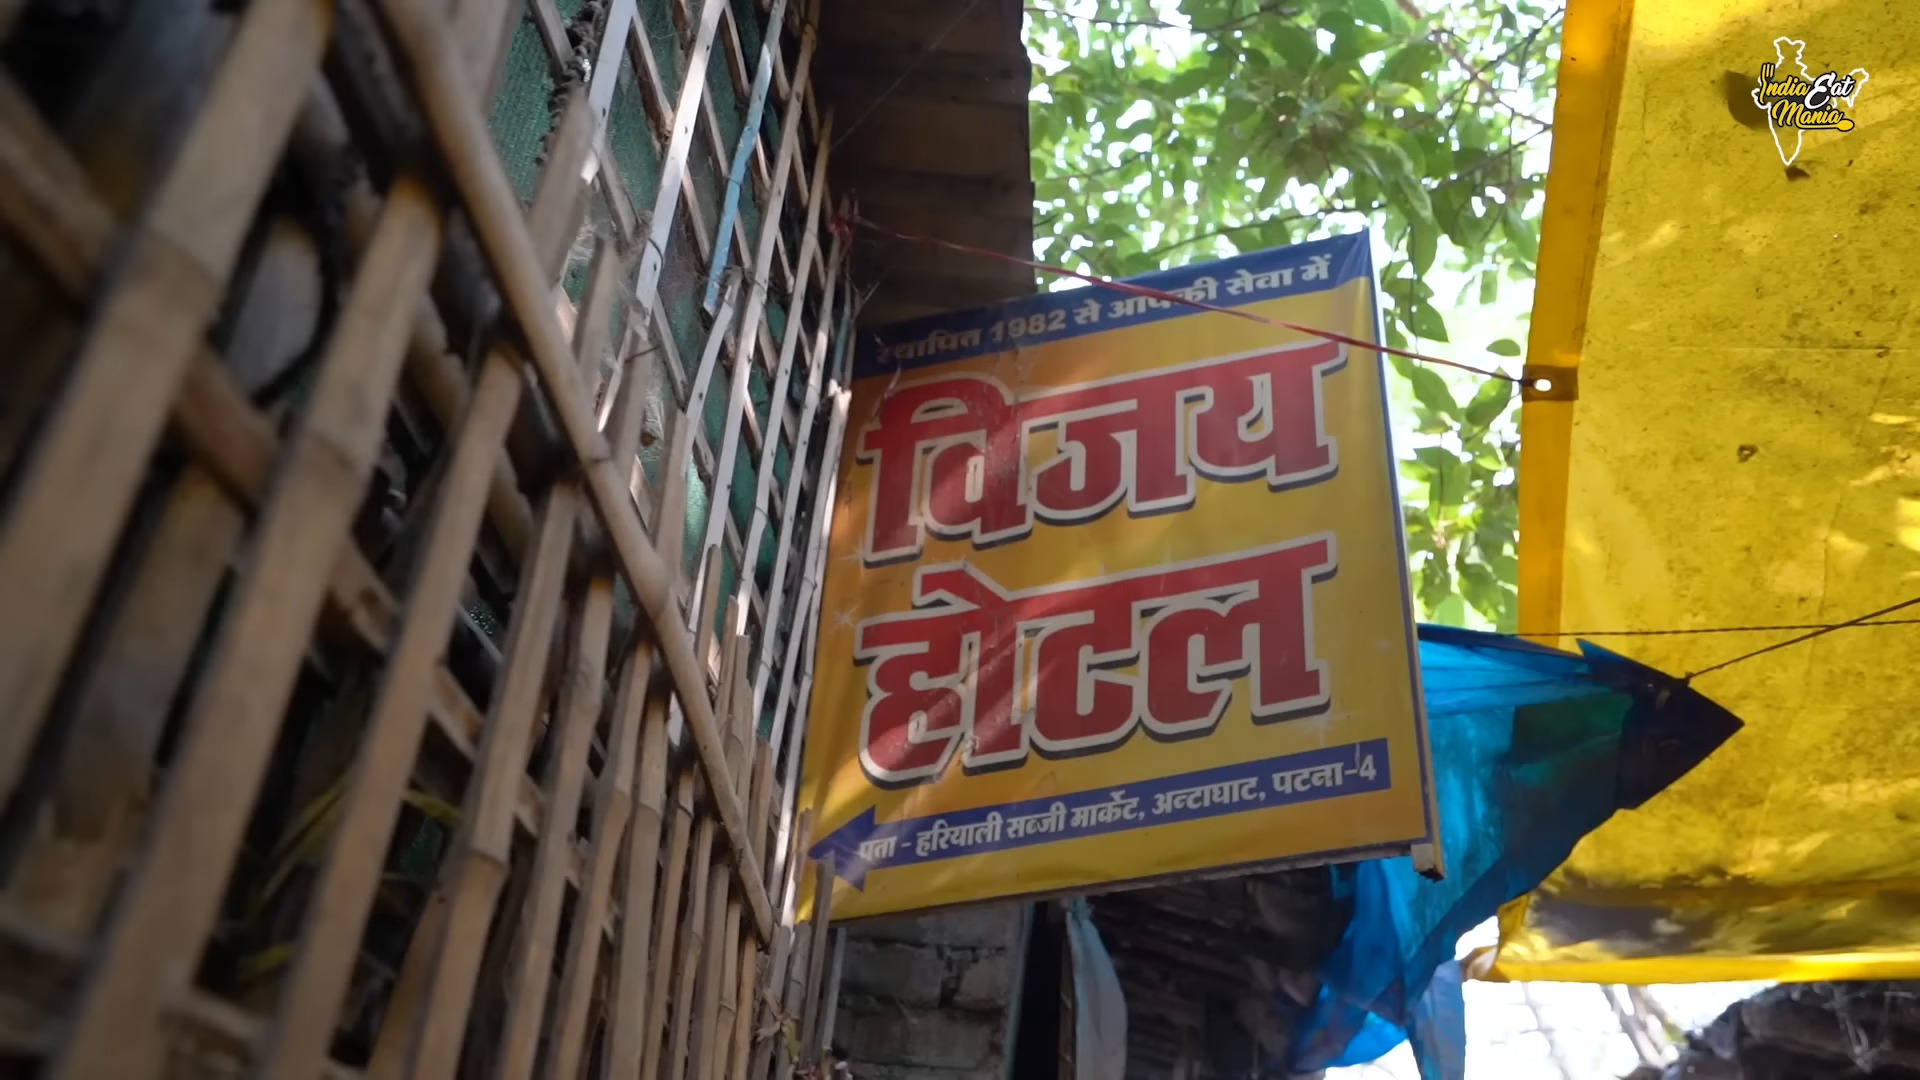 India Eat
Mania
स्थापित 1982 से आपकी सेवा में
विजय
होटल
पता - हरियाली सब्जी मार्केट, अन्टाघाट, पटना-4